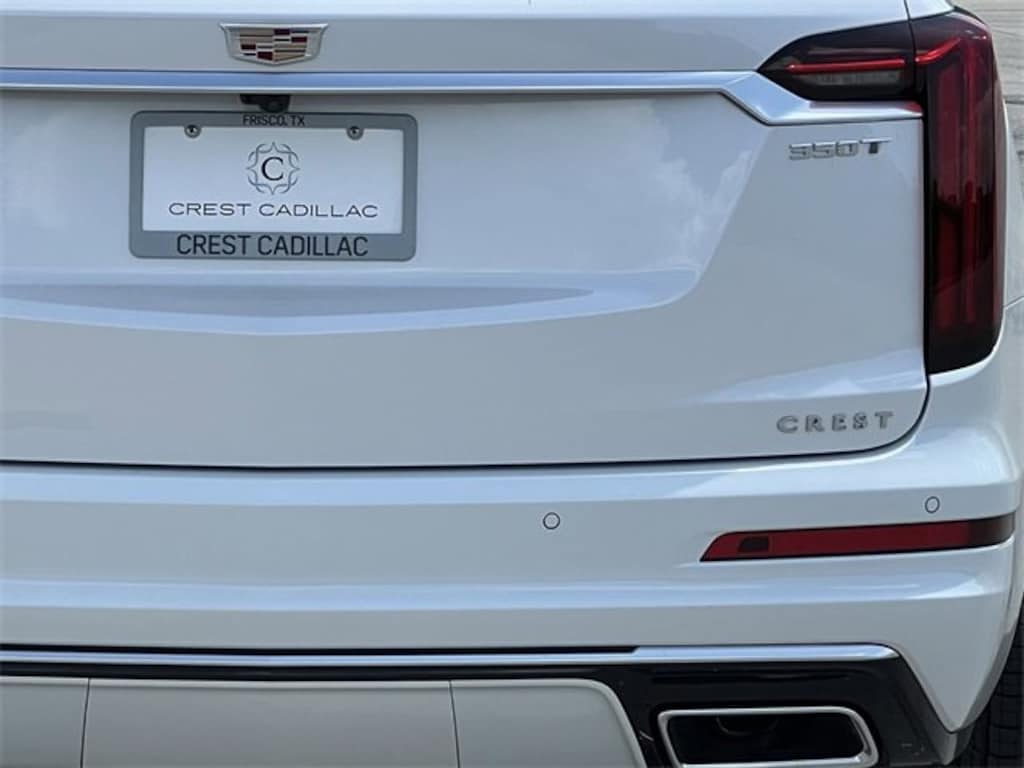 FRISCO, TX
C
CREST CADILLAC
CREST CADILLAC
350T
CREST